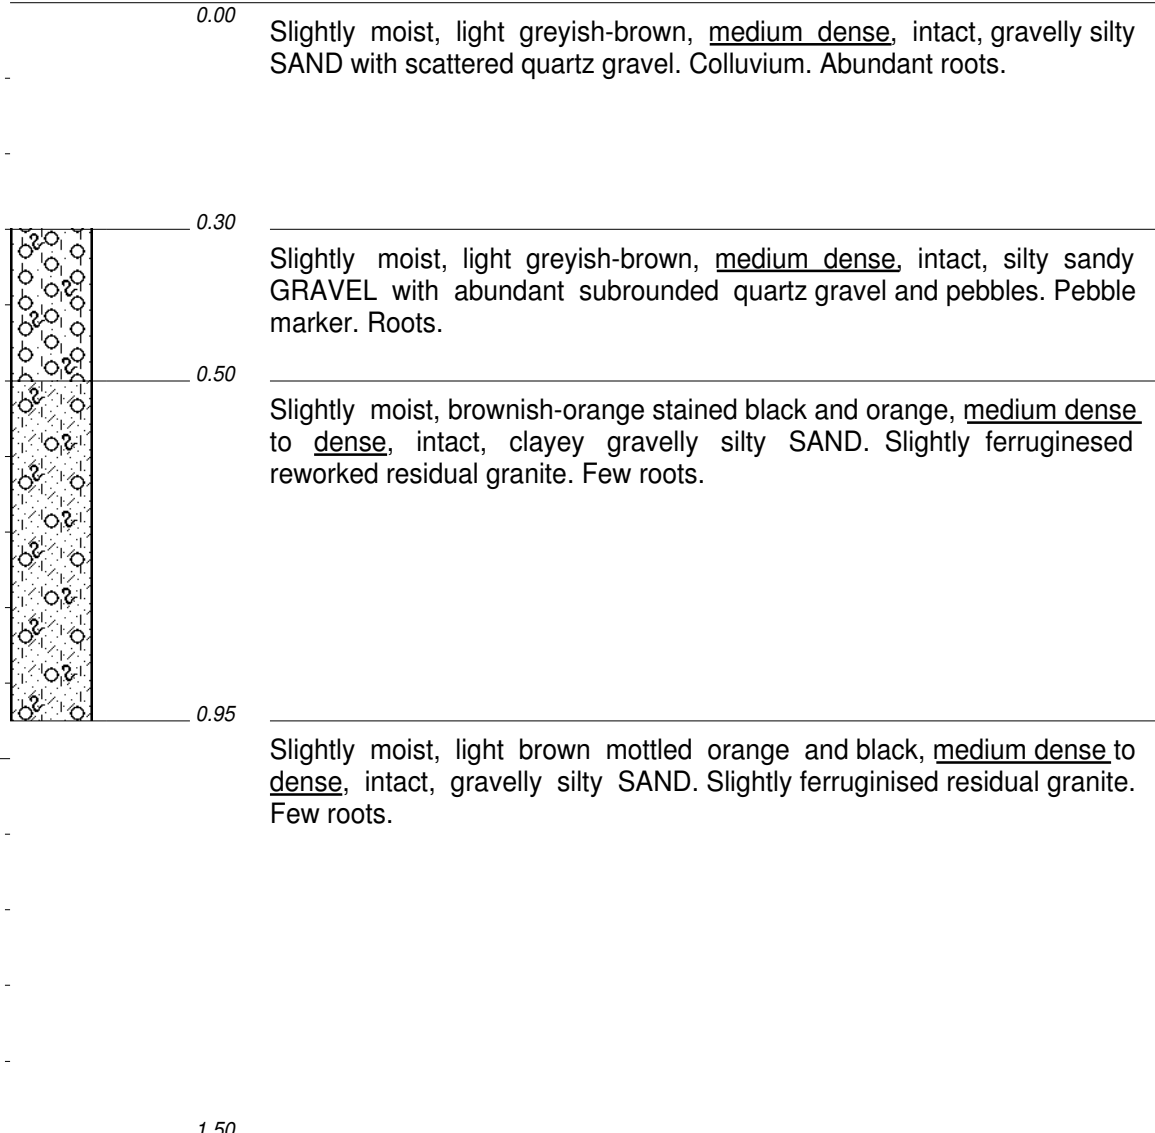 0.00
Slightly moist, light greyish-brown, medium dense, intact, gravelly silty
SAND with scattered quartz gravel. Colluvium. Abundant roots.
0.30
Slightly moist, light greyish-brown, medium dense, intact, silty sandy
GRAVEL with abundant subrounded quartz gravel and pebbles. Pebble
marker. Roots.
0.50
Slightly moist, brownish-orange stained black and orange, medium dense
to dense, intact, clayey gravelly silty SAND. Slightly ferruginesed
reworked residual granite. Few roots.
0.95
Slightly moist, light brown mottled orange and black, medium dense to
dense, intact, gravelly silty SAND. Slightly ferruginised residual granite.
Few roots.
1.50